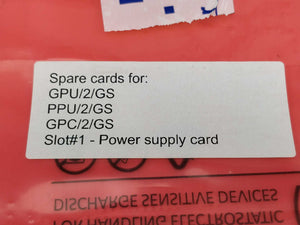 Spare cards for:
GPU/2/GS
PPU/2/GS
GPC/2/GS
Slot#1 - Power supply card
FOR HANDLING ELECTROSTATIC
DISCHARGE SENSITIVE DEVICES